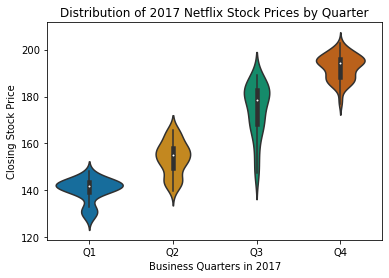 Distribution of 2017 Netflix Stock Prices by Quarter
200
180
160
140
120
Closing Stock Price
Q1 Q2 Q3 Q4
Business Quarters in 2017